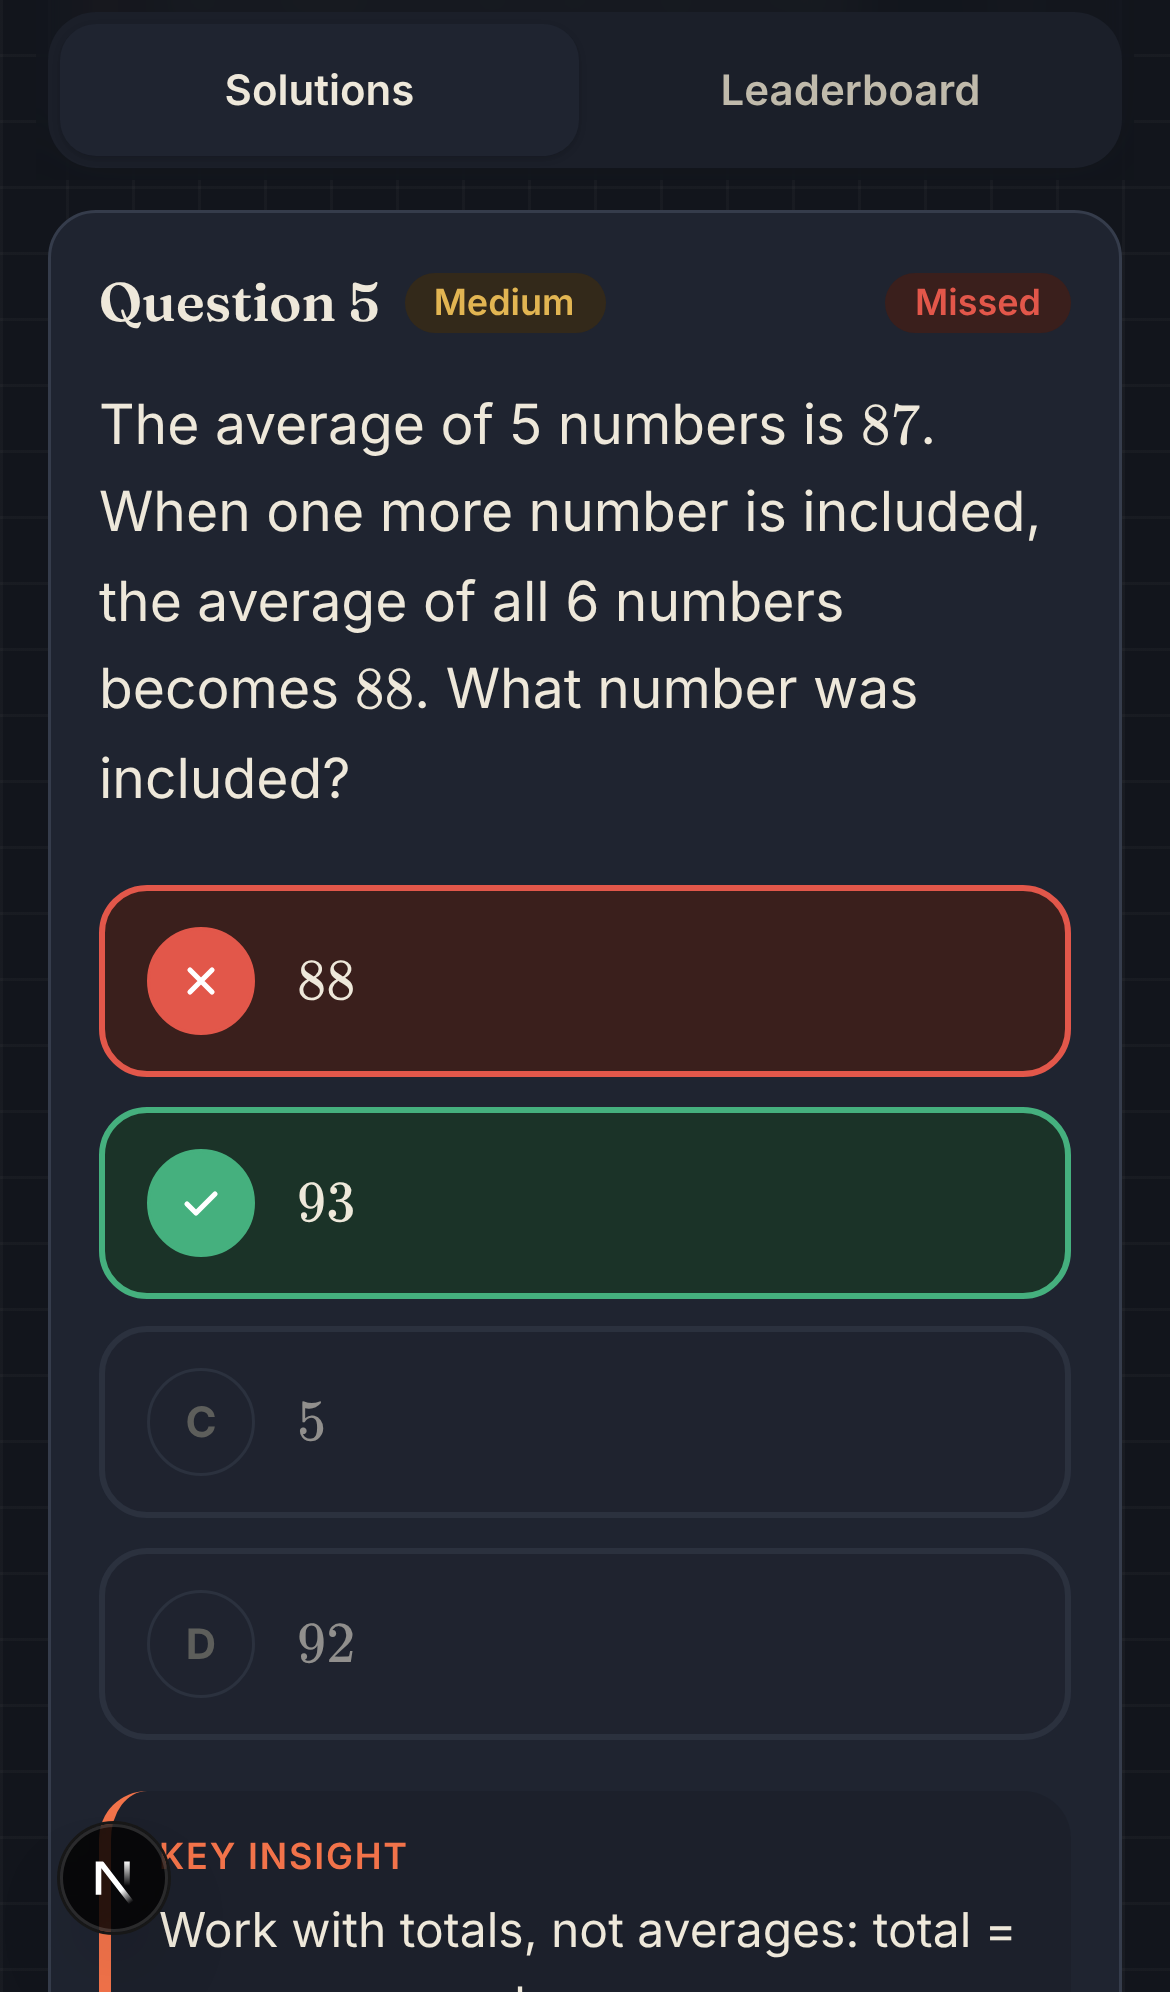 Solutions
Leaderboard
Question 5
Medium
Missed
The average of 5 numbers is 87.
When one more number is included,
the average of all 6 numbers
becomes 88. What number was
included?
88
93
C
5
D
92
KEY INSIGHT
N
Work with totals, not averages: total =